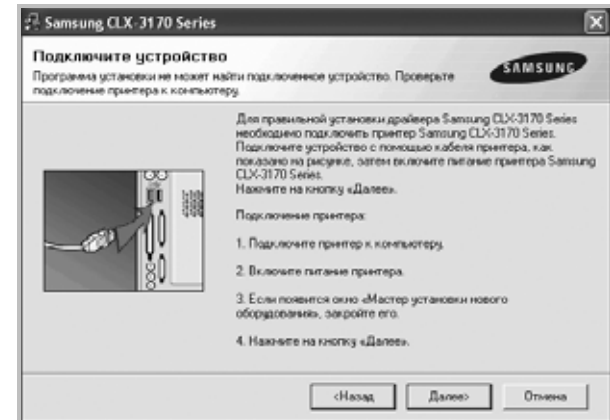 Samsung CLX-3170 Series
Подключите устройство
Программа установки не может найти подключенное устройство. Проверьте
подключение принтера к компьютеру.
SAMSUNG
Для правильной установки драйвера Samsung CLX-3170 Series
необходимо подключить принтер Samsung CLX-3170 Series.
Подключите устройство с помощью кабеля принтера, как
показано на рисунке, затем включите питание принтера Samsung
CLX-3170 Series.
Нажмите на кнопку «Далее».
Подключение принтера:
1. Подключите принтер к компьютеру.
2. Включите питание принтера.
3. Если появится окно «Мастер установки нового
оборудования», закройте его.
4. Нажмите на кнопку «Далее».
<Назад
Далее>
Отмена